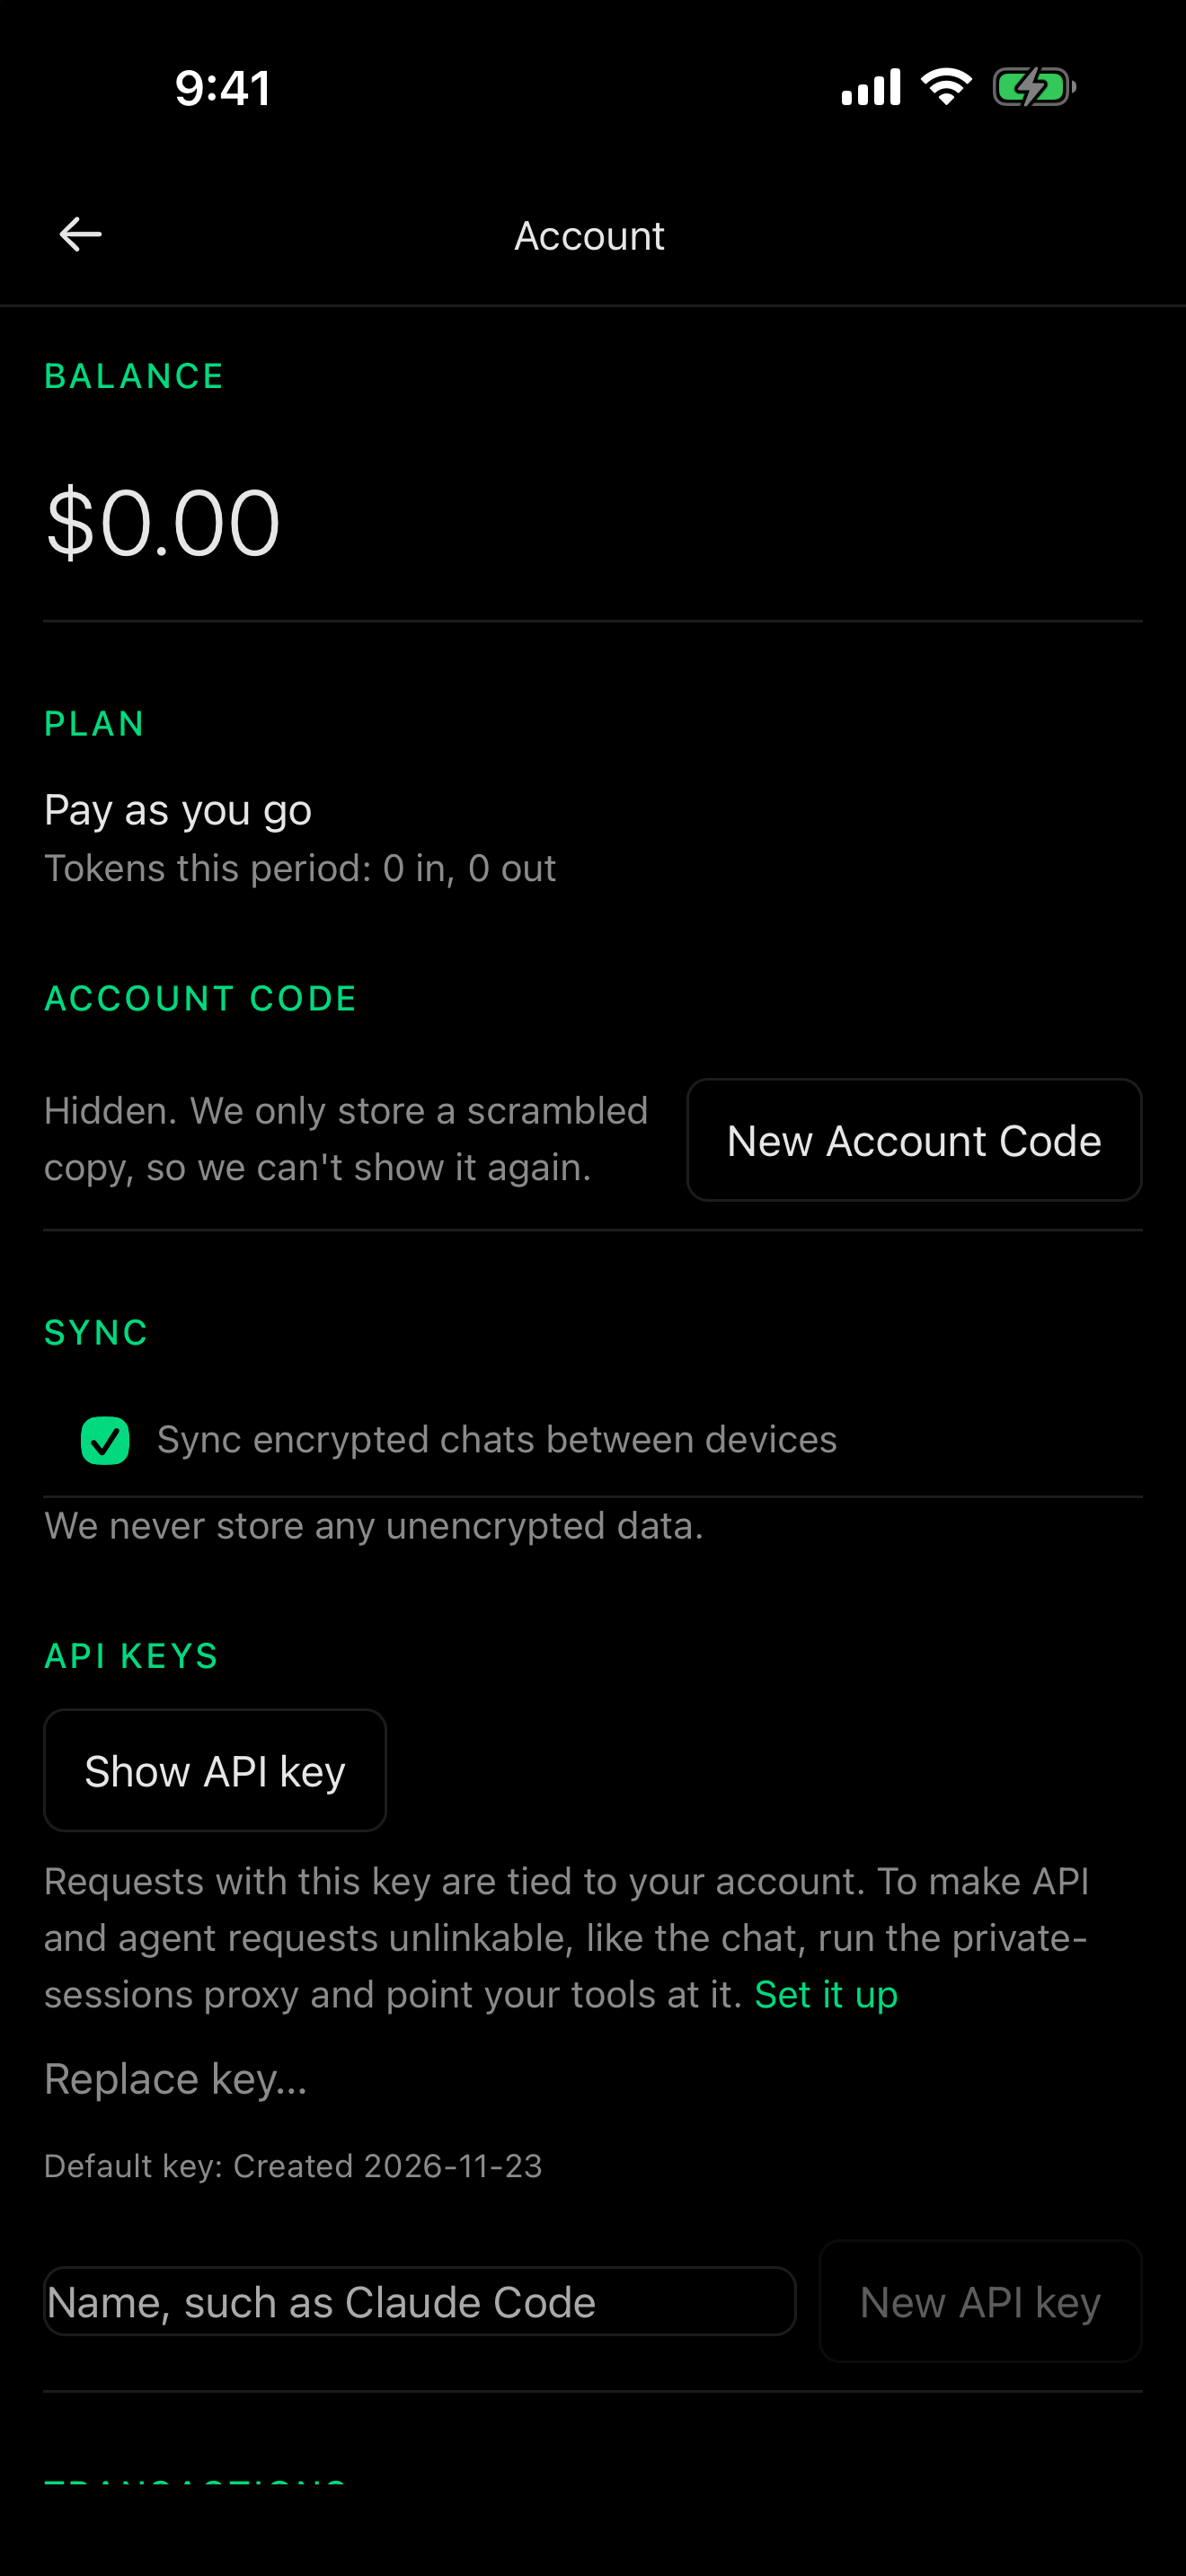 9:41
Account
BALANCE
$0.00
PLAN
Pay as you go
Tokens this period: 0 in, 0 out
ACCOUNT CODE
Hidden. We only store a scrambled
copy, so we can't show it again.
New Account Code
SYNC
Sync encrypted chats between devices
We never store any unencrypted data.
API KEYS
Show API key
Requests with this key are tied to your account. To make API
and agent requests unlinkable, like the chat, run the private-
sessions proxy and point your tools at it. Set it up
Replace key...
Default key: Created 2026-11-23
Name, such as Claude Code
New API key